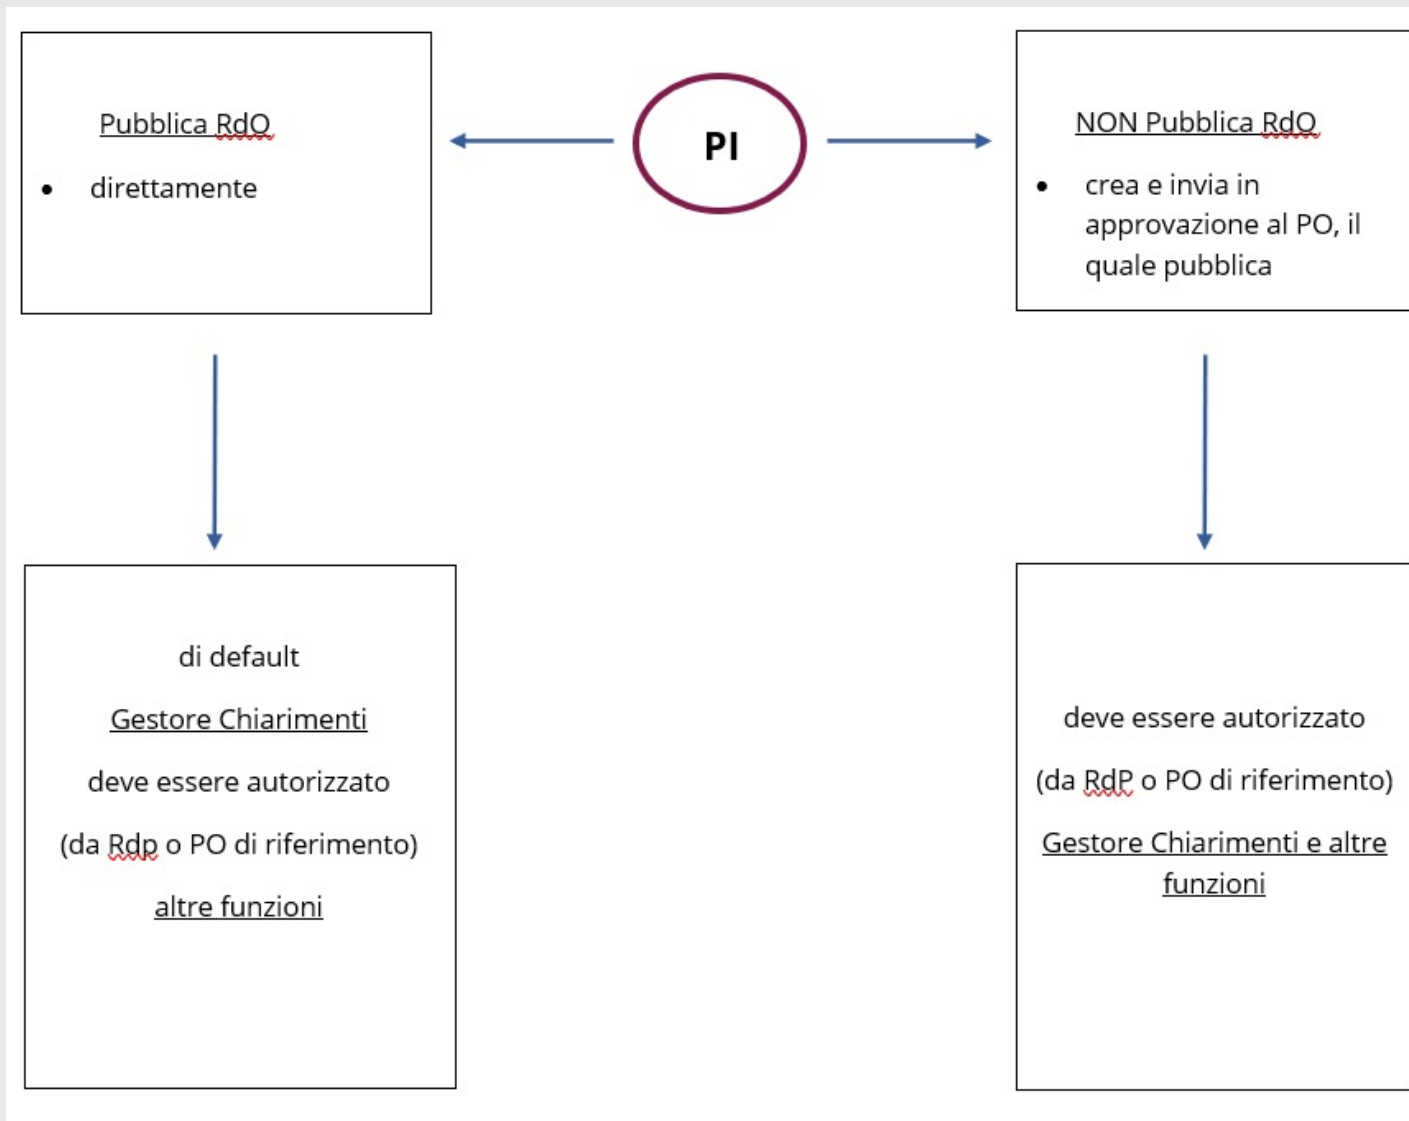 Pubblica RdO
• direttamente
PI
NON Pubblica RdO
• crea e invia in
approvazione al PO, il
quale pubblica
di default
Gestore Chiarimenti
deve essere autorizzato
(da Rdp o PO di riferimento)
altre funzioni
deve essere autorizzato
(da RdP o PO di riferimento)
Gestore Chiarimenti e altre
funzioni